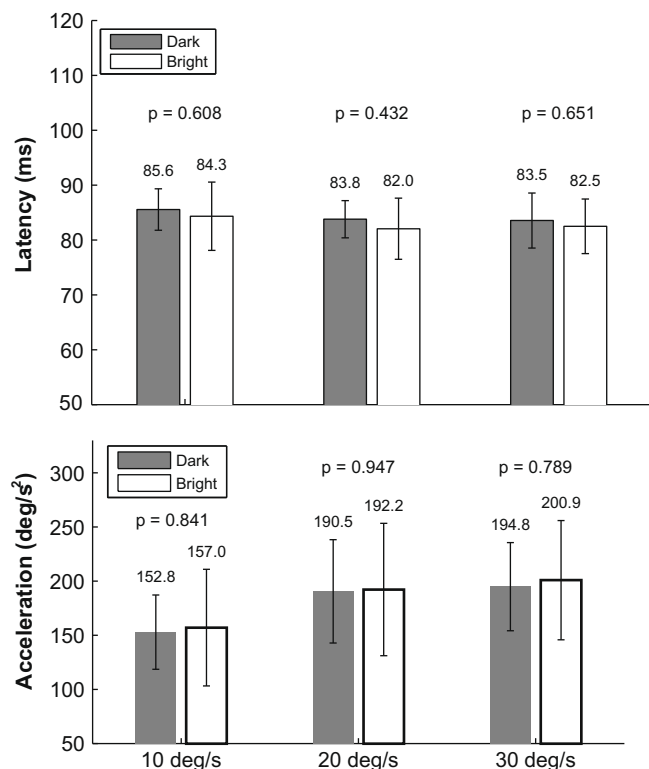 120
110
100
90
80
70
60
50
Latency (ms)
Dark
Bright
p = 0.608
p = 0.432
p = 0.651
85.6
84.3
83.8
82.0
83.5
82.5
300
250
200
150
100
50
Acceleration (deg/s²)
Dark
Bright
p = 0.841
p = 0.947
p = 0.789
152.8
157.0
190.5
192.2
194.8
200.9
10 deg/s
20 deg/s
30 deg/s